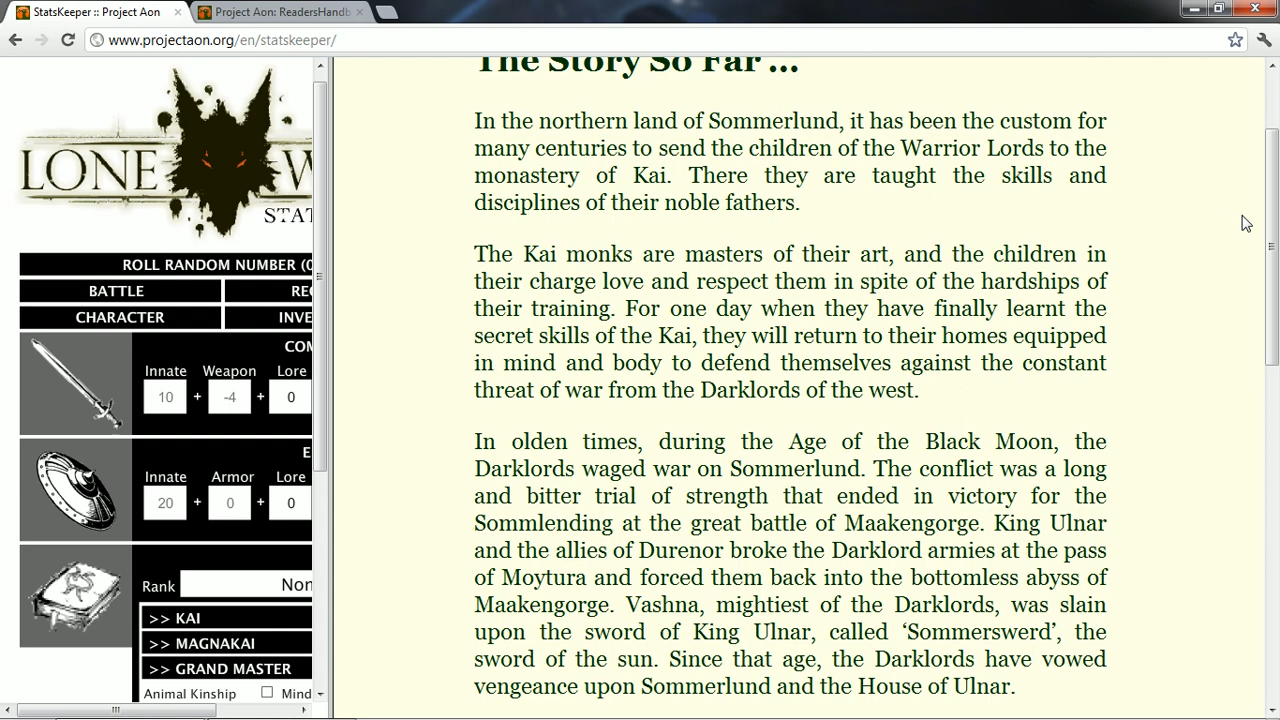 StatsKeeper :: Project Aon
Project Aon: ReadersHandb
www.projectaon.org/en/statskeeper/
LONE W
STAT
ROLL RANDOM NUMBER (0
BATTLE
REC
CHARACTER
INVE
COM
Innate Weapon Lore
10 + -4 + 0
E
Innate Armor Lore
20 + 0 + 0
Rank Non
>> KAI
>> MAGNAKAI
>> GRAND MASTER
Animal Kinship Mind
The Story So Far ...
In the northern land of Sommerlund, it has been the custom for
many centuries to send the children of the Warrior Lords to the
monastery of Kai. There they are taught the skills and
disciplines of their noble fathers.
The Kai monks are masters of their art, and the children in
their charge love and respect them in spite of the hardships of
their training. For one day when they have finally learnt the
secret skills of the Kai, they will return to their homes equipped
in mind and body to defend themselves against the constant
threat of war from the Darklords of the west.
In olden times, during the Age of the Black Moon, the
Darklords waged war on Sommerlund. The conflict was a long
and bitter trial of strength that ended in victory for the
Sommlending at the great battle of Maakengorge. King Ulnar
and the allies of Durenor broke the Darklord armies at the pass
of Moytura and forced them back into the bottomless abyss of
Maakengorge. Vashna, mightiest of the Darklords, was slain
upon the sword of King Ulnar, called ‘Sommerswerd’, the
sword of the sun. Since that age, the Darklords have vowed
vengeance upon Sommerlund and the House of Ulnar.